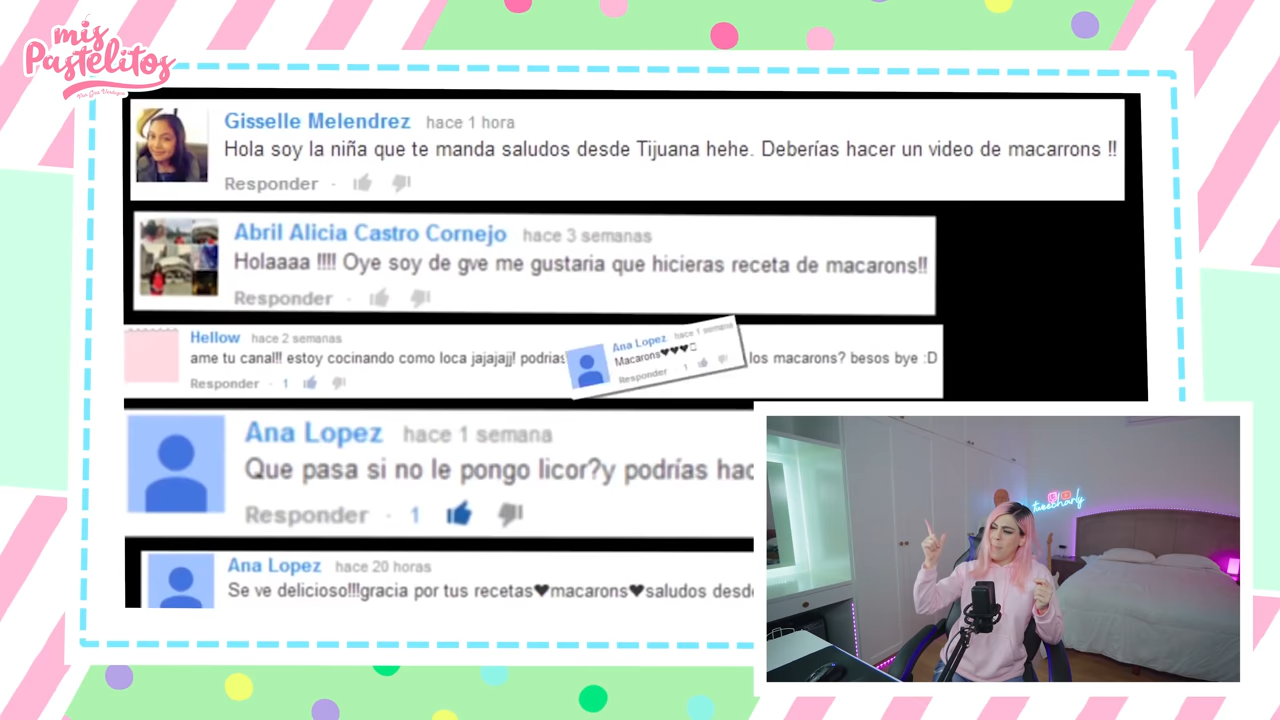 mis
Pastelitos
Gisselle Melendrez hace 1 hora
Hola soy la niña que te manda saludos desde Tijuana hehe. Deberías hacer un video de macarrons !!
Responder ·
Abril Alicia Castro Cornejo hace 3 semanas
Holaaaa !!!! Oye soy de gve me gustaria que hicieras receta de macarons!!
Responder ·
Hellow hace 2 semanas
ame tu canal!! estoy cocinando como loca jajajajj! podrias los macarons? besos bye :D
Responder · 1
Ana Lopez hace 1 semana
Macarons♥♥♥
Responder · 1
Ana Lopez hace 1 semana
Que pasa si no le pongo licor?y podrías hac
Responder · 1
Ana Lopez hace 20 horas
Se ve delicioso!!!gracia por tus recetas♥macarons♥saludos desd